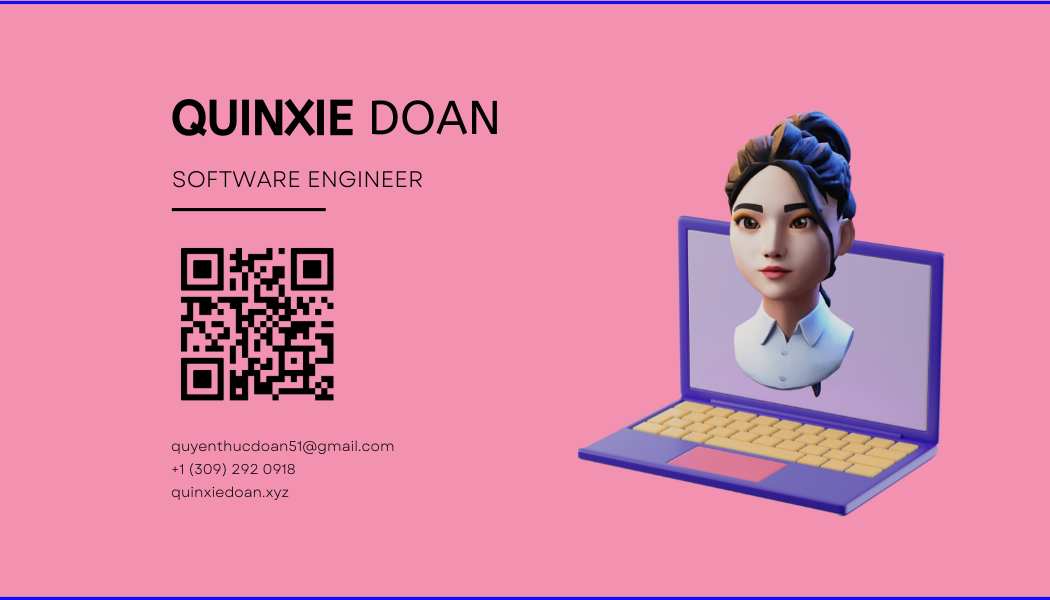 QUINXIE DOAN
SOFTWARE ENGINEER
quyenthucdoan51@gmail.com
+1 (309) 292 0918
quinxiedoan.xyz